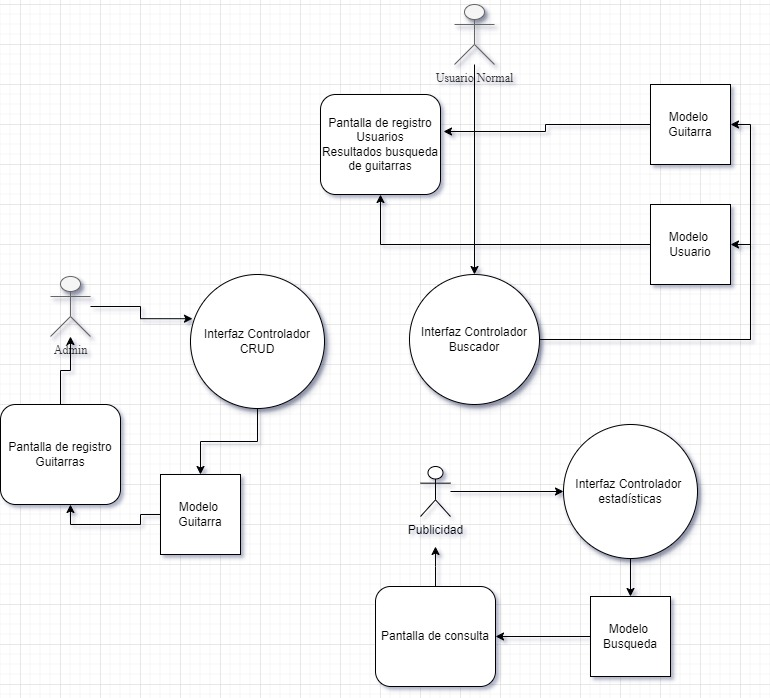 Usuario Normal
Pantalla de registro
Usuarios
Resultados busqueda
de guitarras
Modelo
Guitarra
Modelo
Usuario
Interfaz Controlador
Buscador
Admin
Interfaz Controlador
CRUD
Pantalla de registro
Guitarras
Modelo
Guitarra
Publicidad
Interfaz Controlador
estadísticas
Pantalla de consulta
Modelo
Busqueda